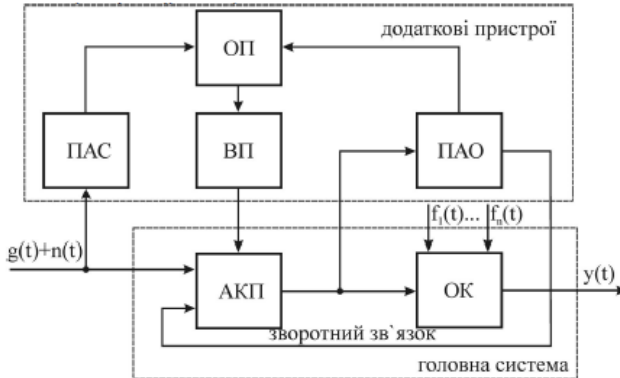 додаткові пристрої
ОП
ПАС
ВП
ПАО
f₁(t)... fₙ(t)
g(t)+n(t)
АКП
ОК
y(t)
зворотний зв`язок
головна система